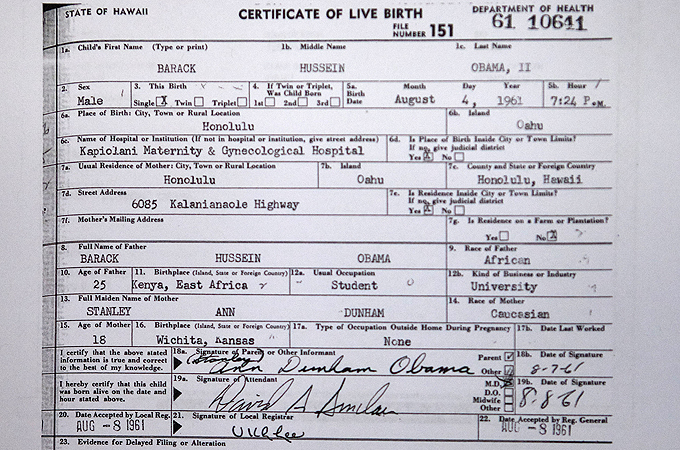 STATE OF HAWAII CERTIFICATE OF LIVE BIRTH DEPARTMENT OF HEALTH
FILE NUMBER 151 61 10641
1a. Child's First Name (Type or print) 1b. Middle Name 1c. Last Name
BARACK HUSSEIN OBAMA, II
2. Sex 3. This Birth 4. If Twin or Triplet, Was Child Born 5a. Birth Date Month Day Year 5b. Hour
Male Single X Twin Triplet 1st 2nd 3rd August 4, 1961 7:24 P.M.
6a. Place of Birth: City, Town or Rural Location 6b. Island
Honolulu Oahu
6c. Name of Hospital or Institution (If not in hospital or institution, give street address) 6d. Is Place of Birth Inside City or Town Limits? If no, give judicial district
Kapiolani Maternity & Gynecological Hospital Yes X No
7a. Usual Residence of Mother: City, Town or Rural Location 7b. Island 7c. County and State or Foreign Country
Honolulu Oahu Honolulu, Hawaii
7d. Street Address 7e. Is Residence Inside City or Town Limits? If no, give judicial district
6085 Kalanianaole Highway Yes X No
7f. Mother's Mailing Address 7g. Is Residence on a Farm or Plantation?
Yes No X
8. Full Name of Father 9. Race of Father
BARACK HUSSEIN OBAMA African
10. Age of Father 11. Birthplace (Island, State or Foreign Country) 12a. Usual Occupation 12b. Kind of Business or Industry
25 Kenya, East Africa Student University
13. Full Maiden Name of Mother 14. Race of Mother
STANLEY ANN DUNHAM Caucasian
15. Age of Mother 16. Birthplace (Island, State or Foreign Country) 17a. Type of Occupation Outside Home During Pregnancy 17b. Date Last Worked
18 Wichita, Kansas None
I certify that the above stated information is true and correct to the best of my knowledge. 18a. Signature of Parent or Other Informant Parent Other 18b. Date of Signature
(Stanley) Ann Dunham Obama 8-7-61
I hereby certify that this child was born alive on the date and hour stated above. 19a. Signature of Attendant M.D. D.O. Midwife Other 19b. Date of Signature
David A Sinclair 8-8-61
20. Date Accepted by Local Reg. 21. Signature of Local Registrar 22. Date Accepted by Reg. General
AUG -8 1961 U K Lee AUG -8 1961
23. Evidence for Delayed Filing or Alteration